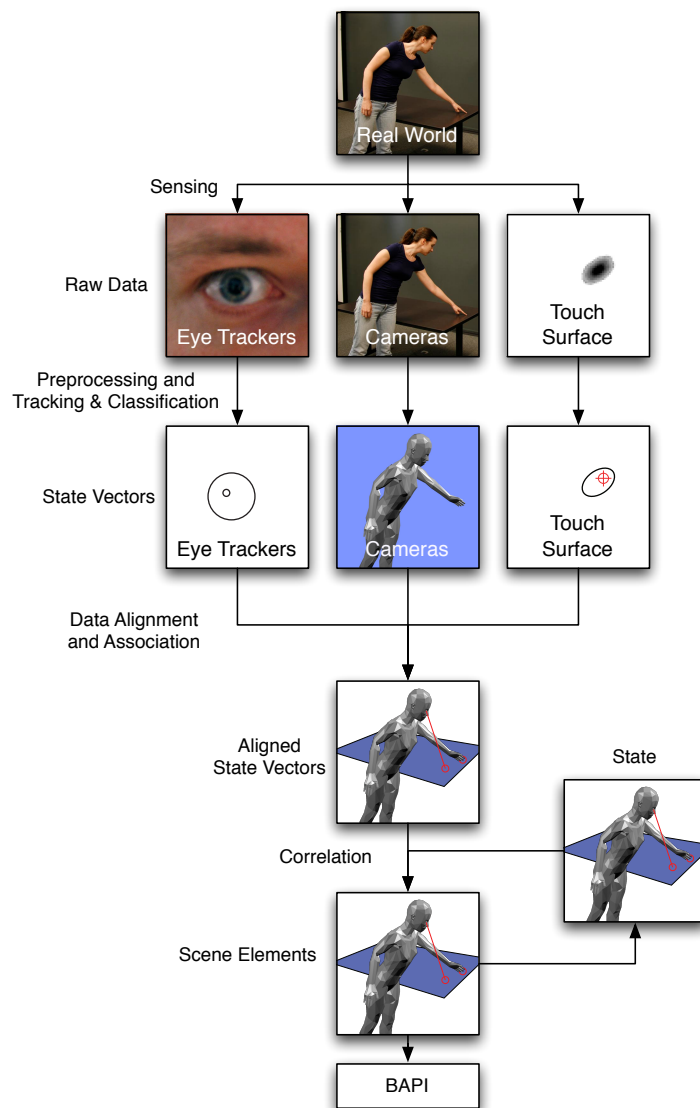 Real World
Sensing
Raw Data
Eye Trackers
Cameras
Touch
Surface
Preprocessing and
Tracking & Classification
State Vectors
Eye Trackers
Cameras
Touch
Surface
Data Alignment
and Association
Aligned
State Vectors
State
Correlation
Scene Elements
BAPI